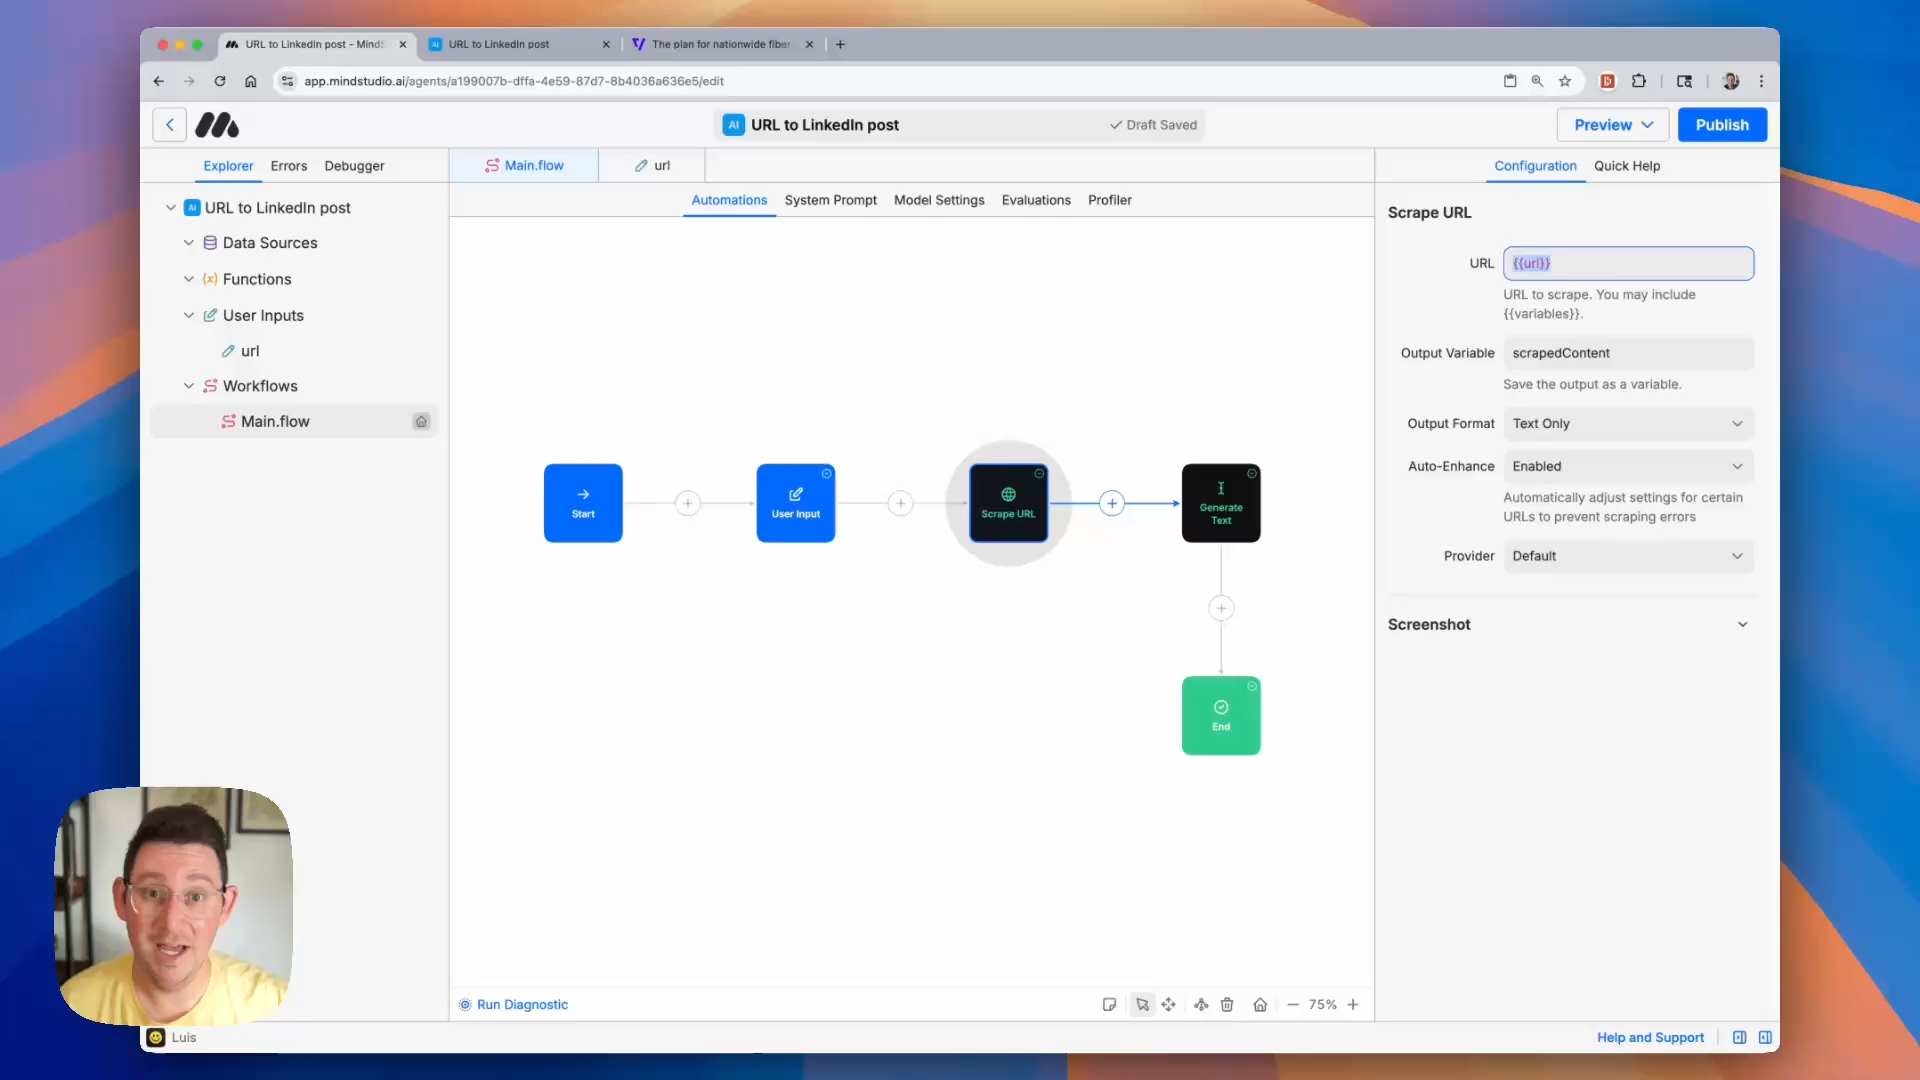 URL to LinkedIn post - MindS
URL to LinkedIn post
The plan for nationwide fiber
app.mindstudio.ai/agents/a199007b-dffa-4e59-87d7-8b4036a636e5/edit
AI URL to LinkedIn post
Draft Saved
Preview
Publish
Explorer
Errors
Debugger
Main.flow
url
Configuration
Quick Help
Automations
System Prompt
Model Settings
Evaluations
Profiler
AI URL to LinkedIn post
Data Sources
(x) Functions
User Inputs
url
Workflows
Main.flow
Start
User Input
Scrape URL
Generate
Text
End
Scrape URL
URL
{{url}}
URL to scrape. You may include
{{variables}}.
Output Variable
scrapedContent
Save the output as a variable.
Output Format
Text Only
Auto-Enhance
Enabled
Automatically adjust settings for certain
URLs to prevent scraping errors
Provider
Default
Screenshot
Run Diagnostic
75%
Luis
Help and Support